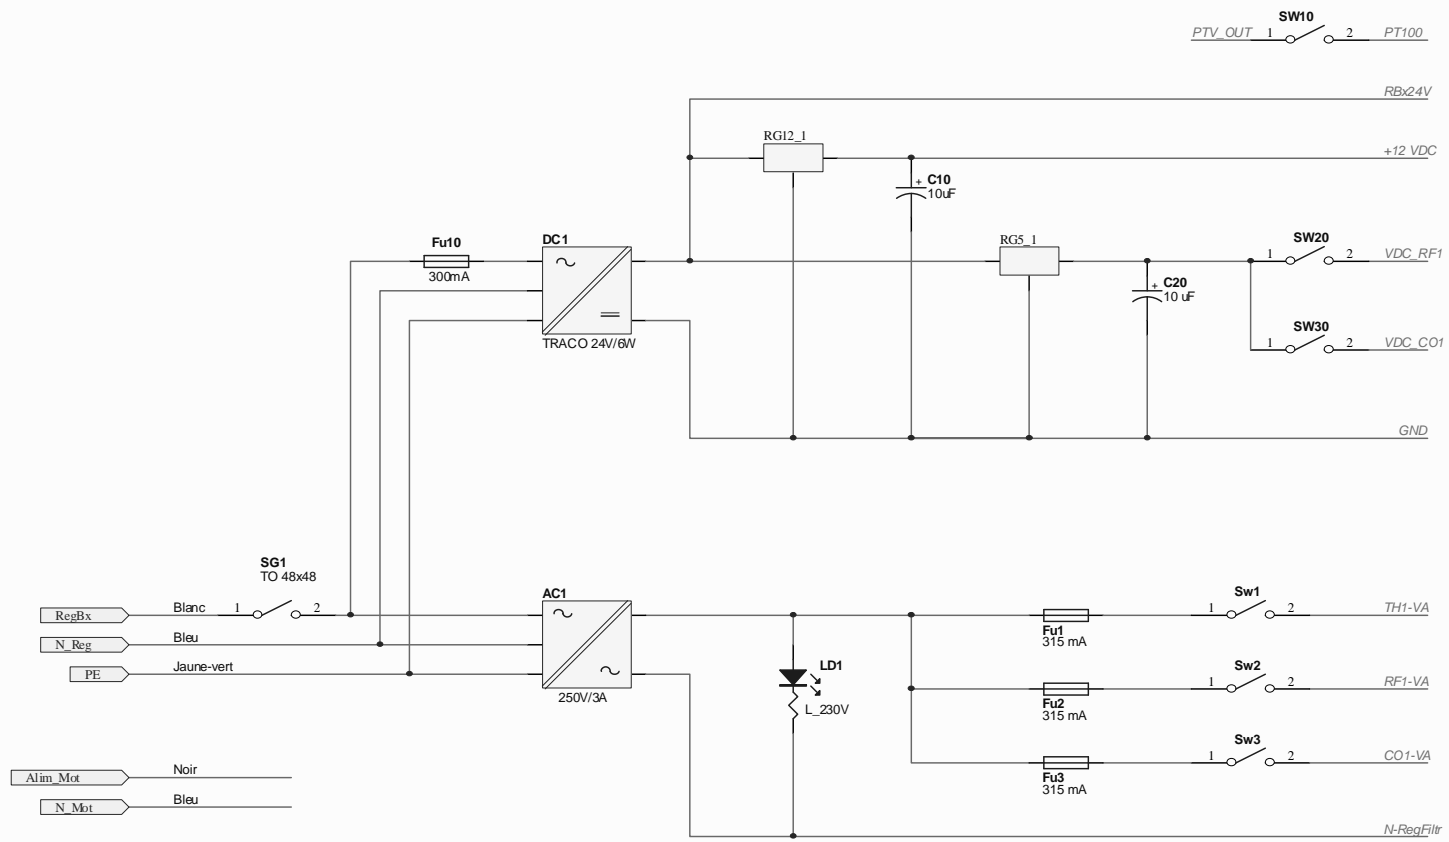 SW10
PTV_OUT 1 2 PT100
RBx24V
RG12_1
+12 VDC
+ C10
10uF
Fu10
300mA
DC1
TRACO 24V/6W
RG5_1
+ C20
10 uF
SW20
1 2 VDC_RF1
SW30
1 2 VDC_CO1
GND
SG1
TO 48x48
RegBx Blanc 1 2
N_Reg Bleu
PE Jaune-vert
AC1
250V/3A
LD1
L_230V
Fu1
315 mA
Sw1
1 2 TH1-VA
Fu2
315 mA
Sw2
1 2 RF1-VA
Fu3
315 mA
Sw3
1 2 CO1-VA
Alim_Mot Noir
N_Mot Bleu
N-RegFiltr